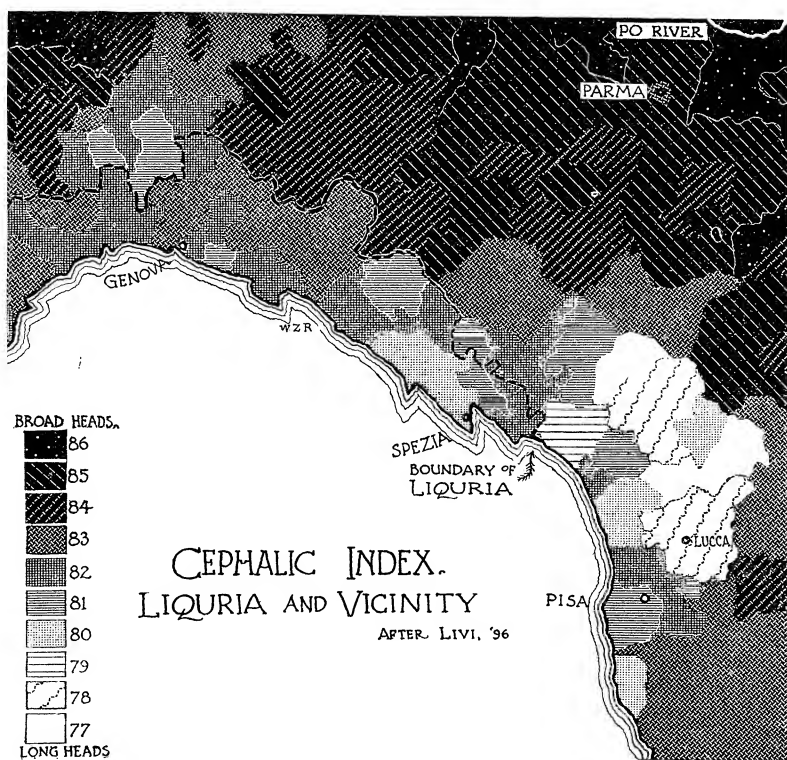 PO RIVER
PARMA
GENOVA
WZR
SPEZIA
BOUNDARY OF
LIQURIA
LUCCA
PISA
CEPHALIC INDEX.
LIQURIA AND VICINITY
AFTER LIVI, '96
BROAD HEADS.
86
85
84
83
82
81
80
79
78
77
LONG HEADS